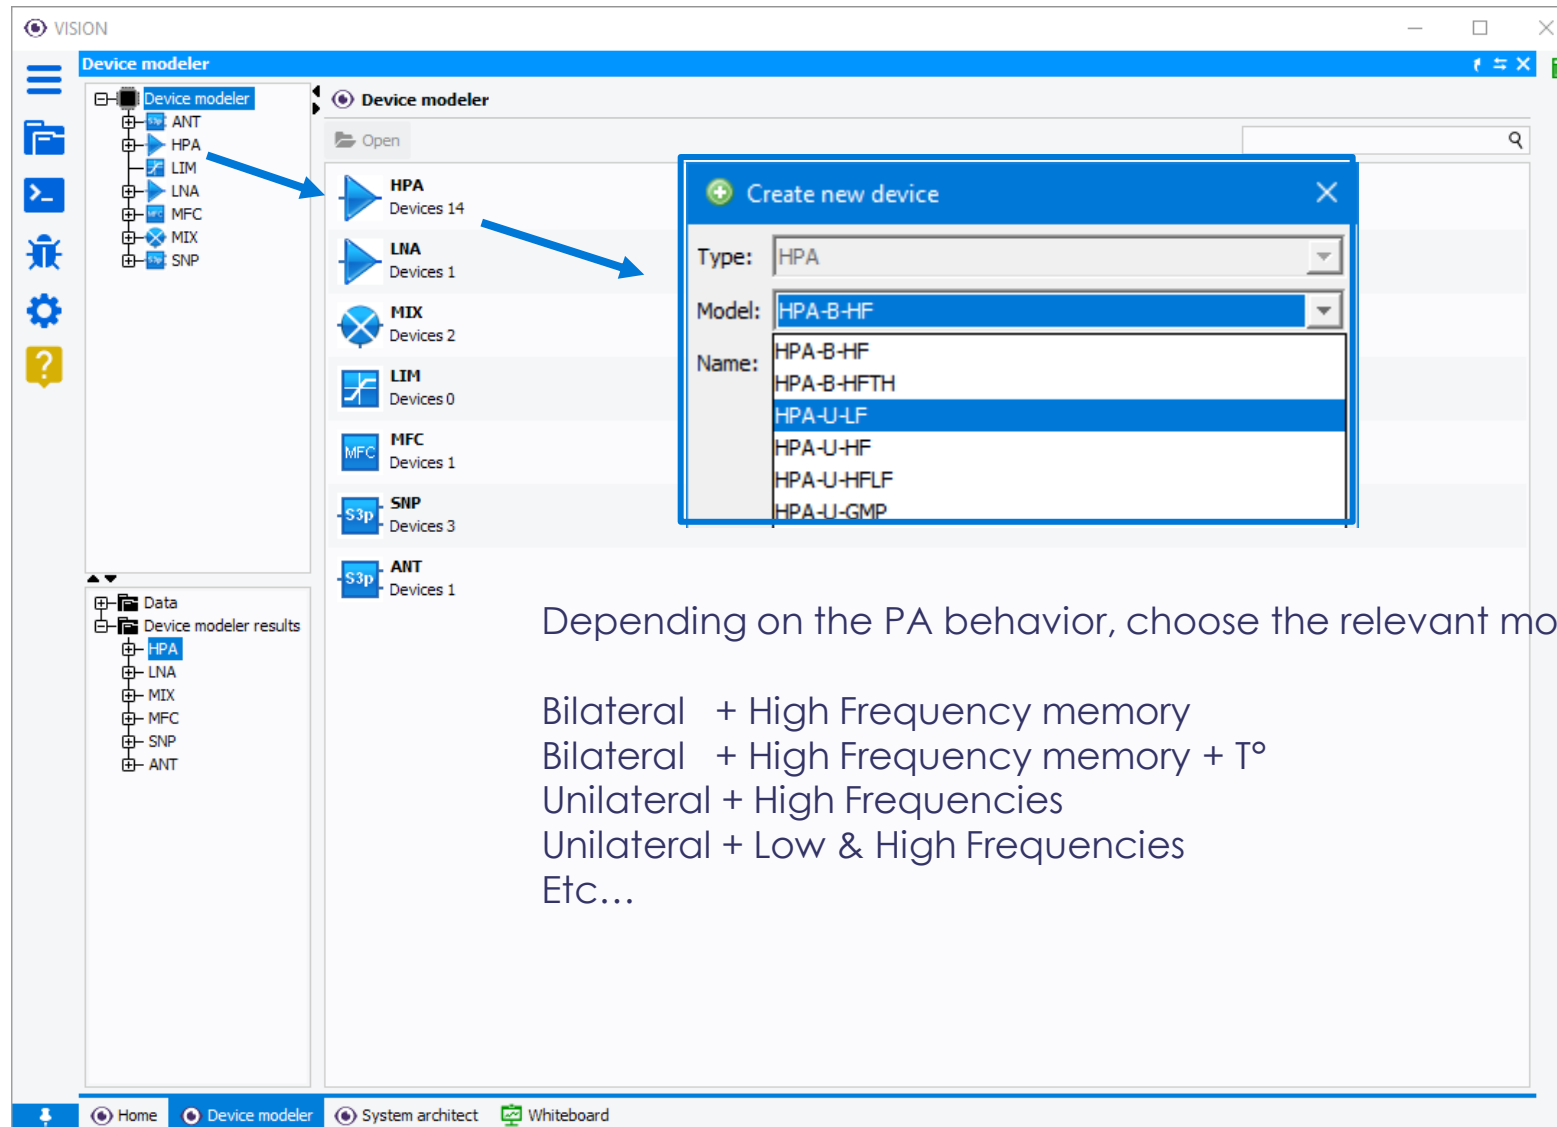 VISION
Device modeler
Device modeler
ANT
HPA
LIM
LNA
MFC
MIX
SNP
Device modeler
Open
HPA
Devices 14
LNA
Devices 1
MIX
Devices 2
LIM
Devices 0
MFC
MFC
Devices 1
S3p
SNP
Devices 3
S3p
ANT
Devices 1
Create new device
Type: HPA
Model: HPA-B-HF
Name:
HPA-B-HF
HPA-B-HFTH
HPA-U-LF
HPA-U-HF
HPA-U-HFLF
HPA-U-GMP
Data
Device modeler results
HPA
LNA
MIX
MFC
SNP
ANT
Depending on the PA behavior, choose the relevant mo
Bilateral + High Frequency memory
Bilateral + High Frequency memory + T°
Unilateral + High Frequencies
Unilateral + Low & High Frequencies
Etc…
Home
Device modeler
System architect
Whiteboard